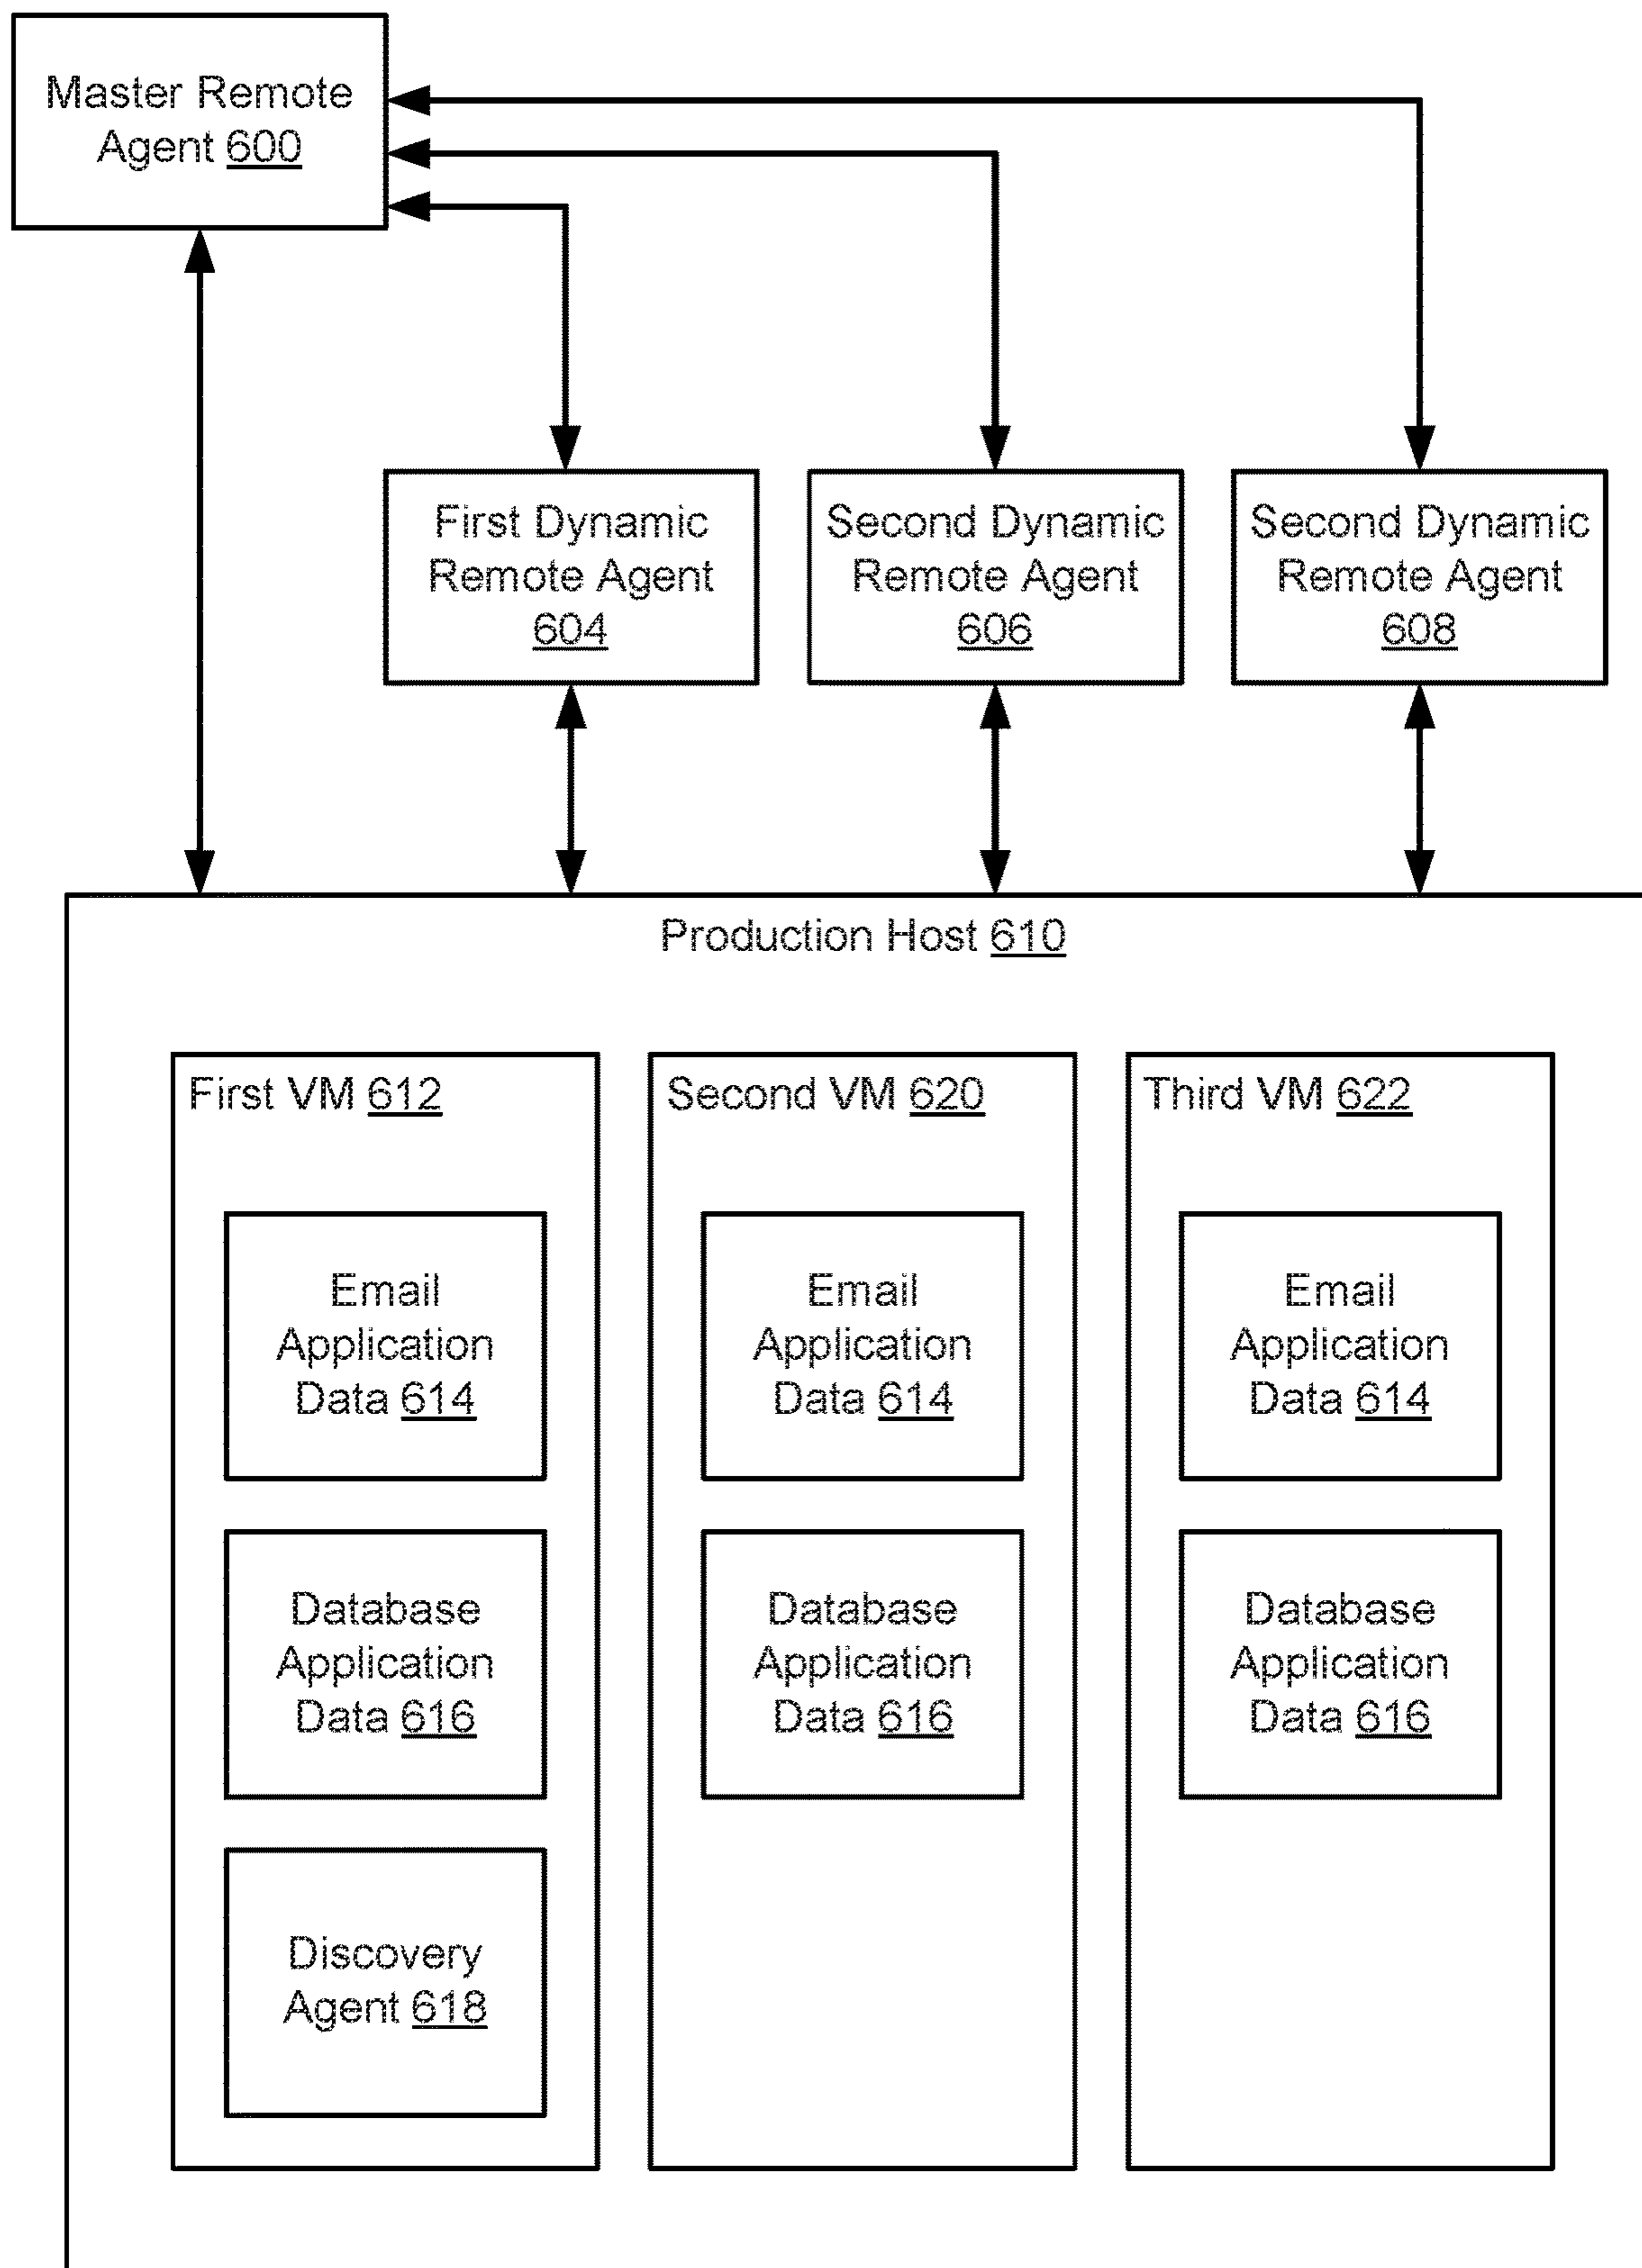 Master Remote
Agent 600
First Dynamic
Remote Agent
604
Second Dynamic
Remote Agent
606
Second Dynamic
Remote Agent
608
Production Host 610
First VM 612
Email
Application
Data 614
Database
Application
Data 616
Discovery
Agent 618
Second VM 620
Email
Application
Data 614
Database
Application
Data 616
Third VM 622
Email
Application
Data 614
Database
Application
Data 616